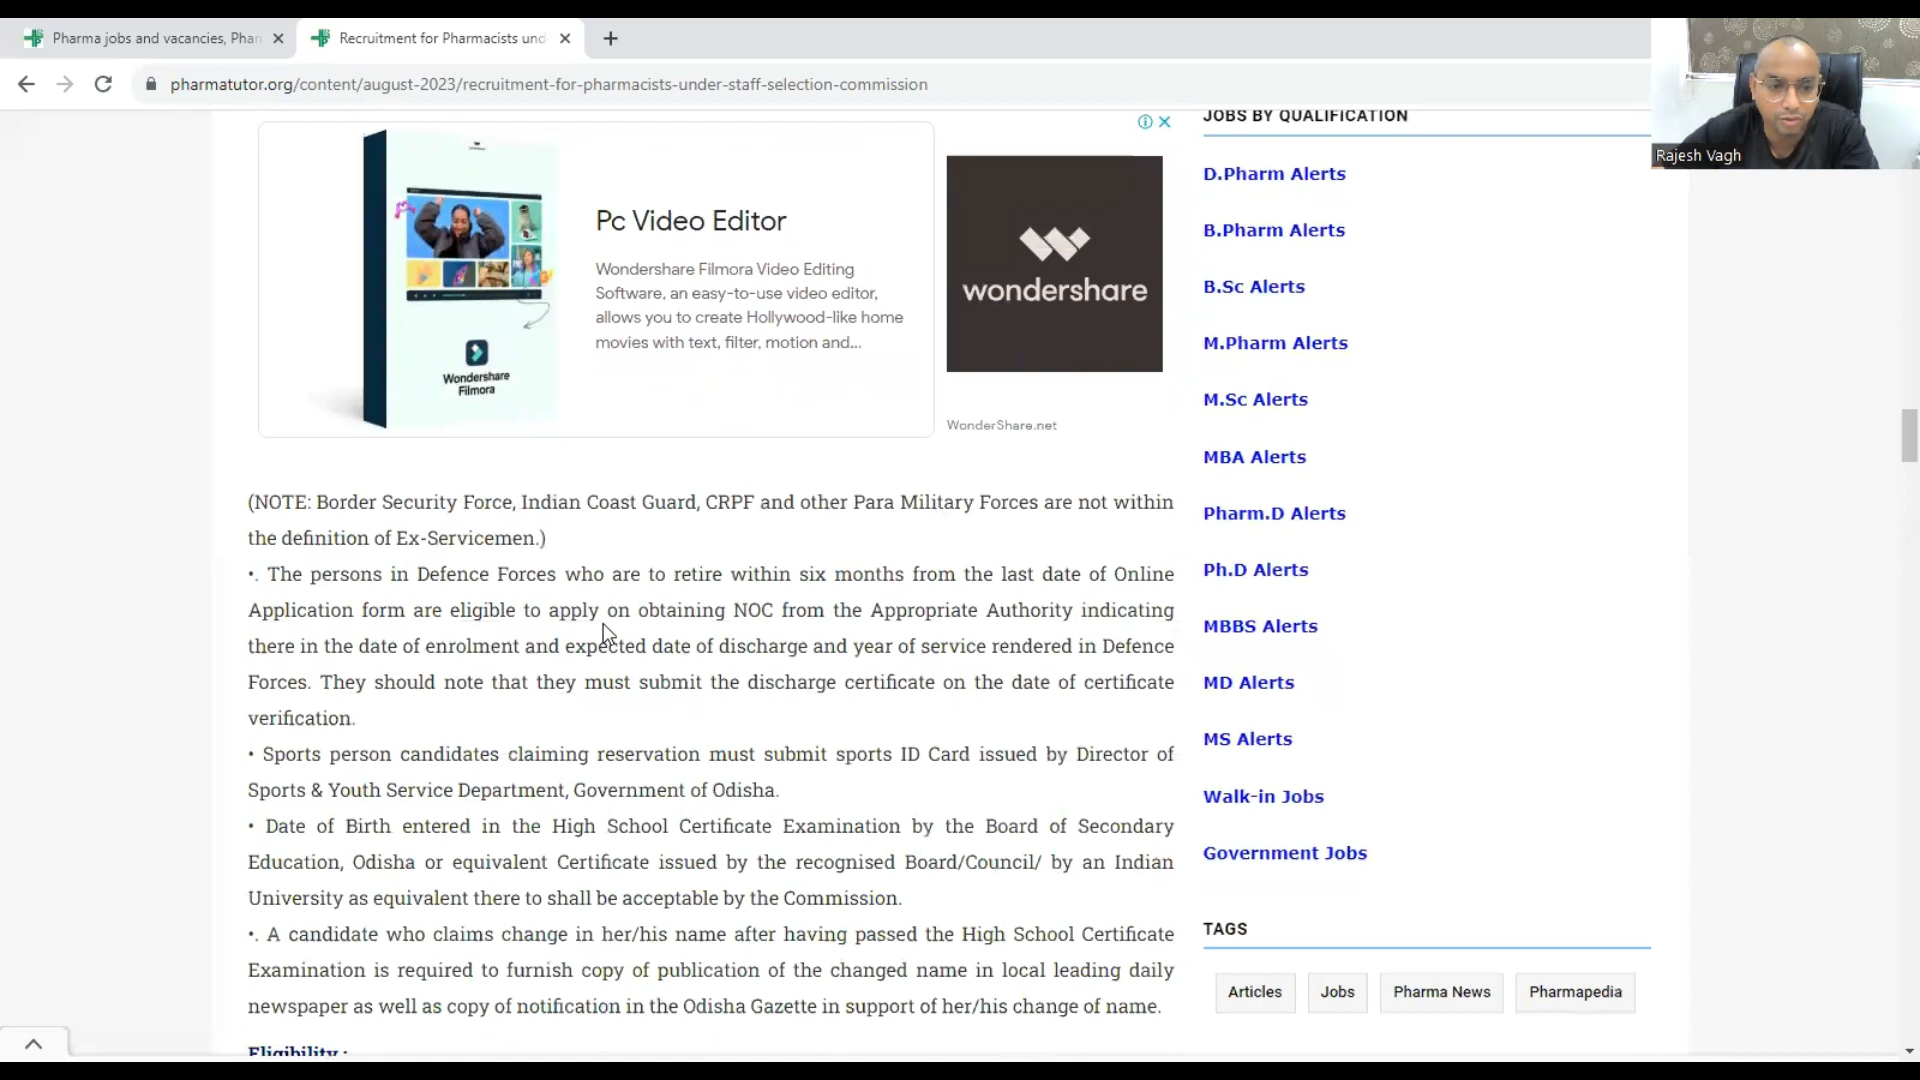 Pharma jobs and vacancies, Phar
Recruitment for Pharmacists und
pharmatutor.org/content/august-2023/recruitment-for-pharmacists-under-staff-selection-commission
Rajesh Vagh
Pc Video Editor
Wondershare Filmora Video Editing
Software, an easy-to-use video editor,
allows you to create Hollywood-like home
movies with text, filter, motion and...
Wondershare
Filmora
wondershare
WonderShare.net
(NOTE: Border Security Force, Indian Coast Guard, CRPF and other Para Military Forces are not within
the definition of Ex-Servicemen.)
•. The persons in Defence Forces who are to retire within six months from the last date of Online
Application form are eligible to apply on obtaining NOC from the Appropriate Authority indicating
there in the date of enrolment and expected date of discharge and year of service rendered in Defence
Forces. They should note that they must submit the discharge certificate on the date of certificate
verification.
• Sports person candidates claiming reservation must submit sports ID Card issued by Director of
Sports & Youth Service Department, Government of Odisha.
• Date of Birth entered in the High School Certificate Examination by the Board of Secondary
Education, Odisha or equivalent Certificate issued by the recognised Board/Council/ by an Indian
University as equivalent there to shall be acceptable by the Commission.
•. A candidate who claims change in her/his name after having passed the High School Certificate
Examination is required to furnish copy of publication of the changed name in local leading daily
newspaper as well as copy of notification in the Odisha Gazette in support of her/his change of name.
Eligibility :
JOBS BY QUALIFICATION
D.Pharm Alerts
B.Pharm Alerts
B.Sc Alerts
M.Pharm Alerts
M.Sc Alerts
MBA Alerts
Pharm.D Alerts
Ph.D Alerts
MBBS Alerts
MD Alerts
MS Alerts
Walk-in Jobs
Government Jobs
TAGS
Articles
Jobs
Pharma News
Pharmapedia